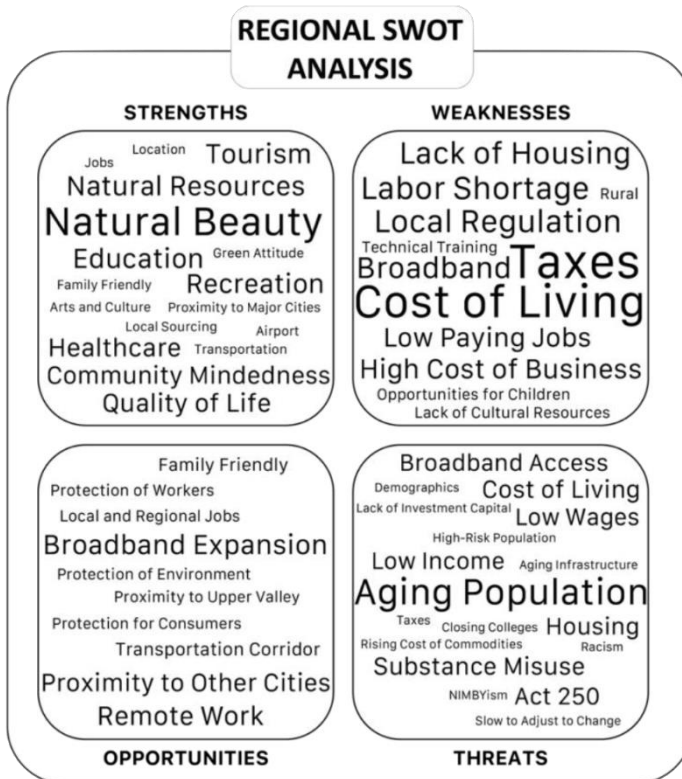 REGIONAL SWOT
ANALYSIS
STRENGTHS
Location
Tourism
Jobs
Natural Resources
Natural Beauty
Education
Green Attitude
Family Friendly
Recreation
Arts and Culture
Proximity to Major Cities
Local Sourcing
Airport
Healthcare
Transportation
Community Mindedness
Quality of Life
WEAKNESSES
Lack of Housing
Labor Shortage
Rural
Local Regulation
Technical Training
Broadband
Taxes
Cost of Living
Low Paying Jobs
High Cost of Business
Opportunities for Children
Lack of Cultural Resources
Family Friendly
Protection of Workers
Local and Regional Jobs
Broadband Expansion
Protection of Environment
Proximity to Upper Valley
Protection for Consumers
Transportation Corridor
Proximity to Other Cities
Remote Work
OPPORTUNITIES
Broadband Access
Demographics
Cost of Living
Lack of Investment Capital
Low Wages
High-Risk Population
Low Income
Aging Infrastructure
Aging Population
Taxes
Closing Colleges
Housing
Rising Cost of Commodities
Racism
Substance Misuse
NIMBYism
Act 250
Slow to Adjust to Change
THREATS